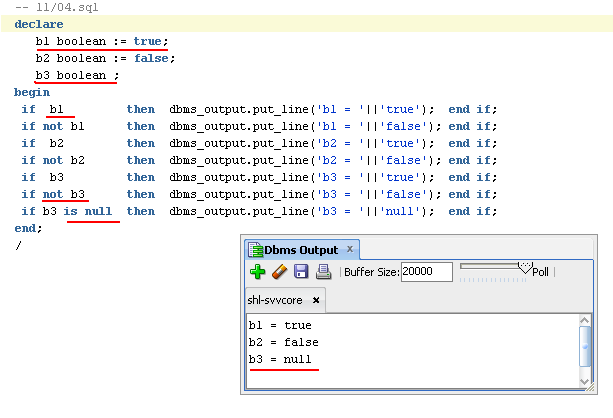 -- 11/04.sql
declare
b1 boolean := true;
b2 boolean := false;
b3 boolean ;
begin
if b1 then dbms_output.put_line('b1 = '||'true'); end if;
if not b1 then dbms_output.put_line('b1 = '||'false'); end if;
if b2 then dbms_output.put_line('b2 = '||'true'); end if;
if not b2 then dbms_output.put_line('b2 = '||'false'); end if;
if b3 then dbms_output.put_line('b3 = '||'true'); end if;
if not b3 then dbms_output.put_line('b3 = '||'false'); end if;
if b3 is null then dbms_output.put_line('b3 = '||'null'); end if;
end;
/
Dbms Output x
Buffer Size: 20000 Poll
shl-svvcore x
b1 = true
b2 = false
b3 = null